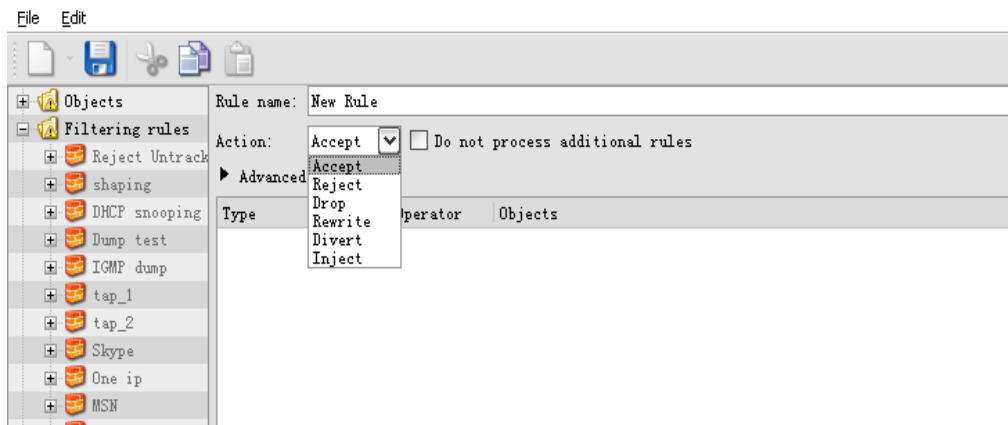 File Edit
Objects
Filtering rules
Reject Untrack
shaping
DHCP snooping
Dump test
IGMP dump
tap_1
tap_2
Skype
One ip
MSN
Rule name: New Rule
Action: Accept Do not process additional rules
Accept
Reject
Drop
Rewrite
Divert
Inject
Advanced
Type perator Objects